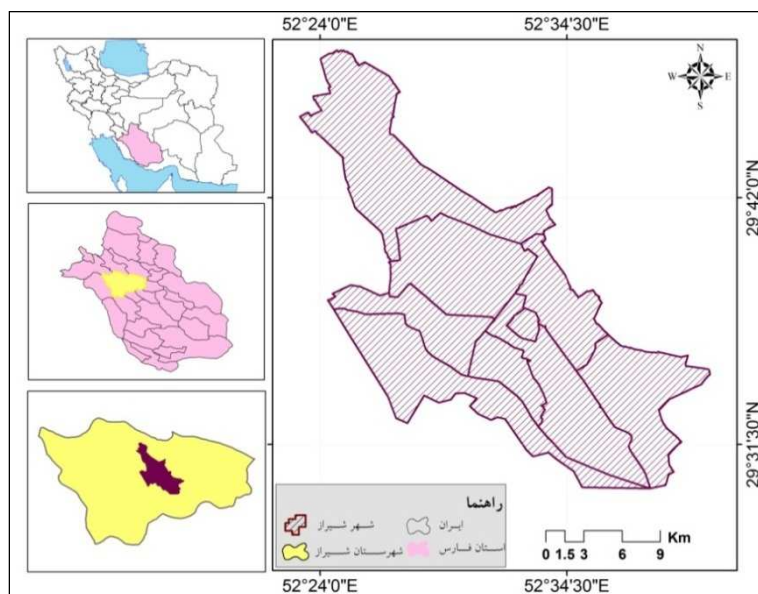 52°24'0"E 52°34'30"E
N
W E
S
29°42'0"N
29°31'30"N
راهنما
شهر شیراز ایران
شهرستان شیراز استان فارس
Km
0 1.5 3 6 9
52°24'0"E 52°34'30"E